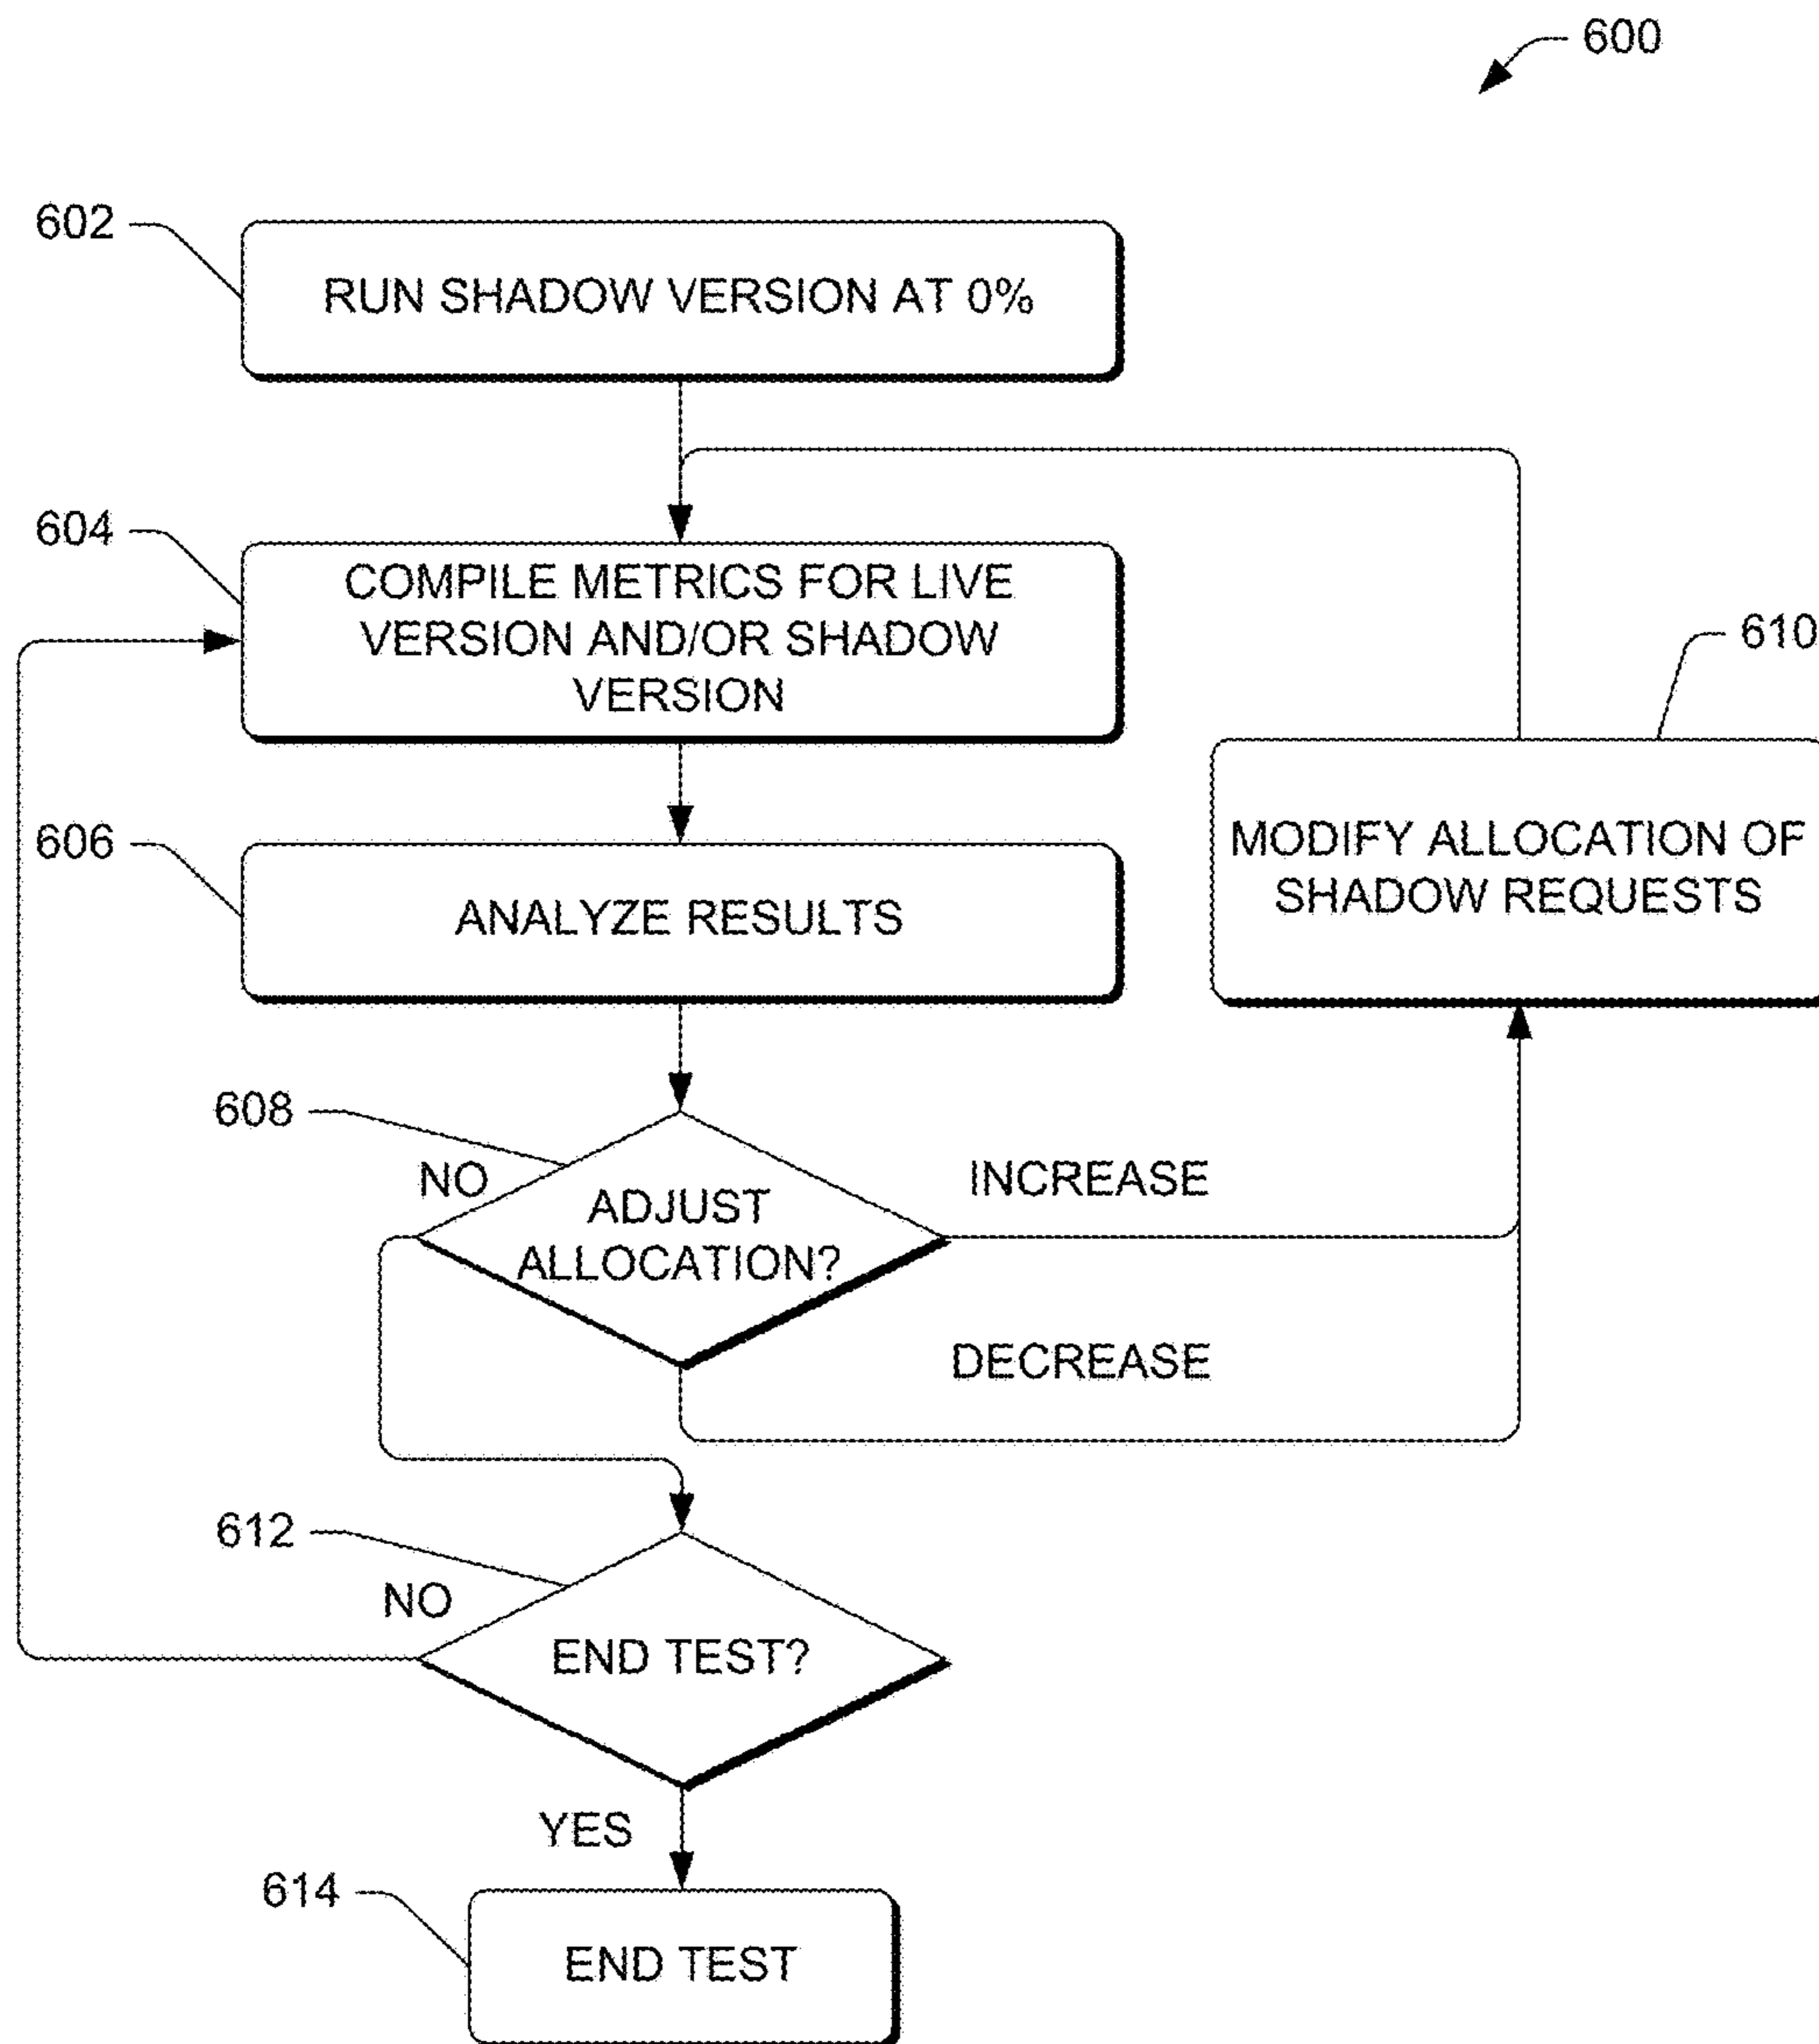 600
602
RUN SHADOW VERSION AT 0%
604
COMPILE METRICS FOR LIVE
VERSION AND/OR SHADOW
VERSION
610
MODIFY ALLOCATION OF
SHADOW REQUESTS
606
ANALYZE RESULTS
608
NO
ADJUST
ALLOCATION?
INCREASE
DECREASE
612
NO
END TEST?
YES
614
END TEST